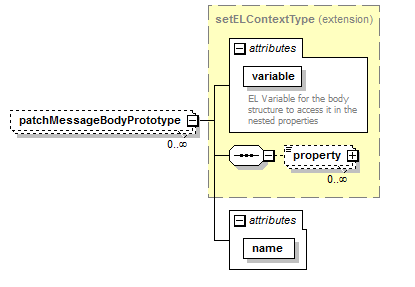 setELContextType (extension)
attributes
variable
EL Variable for the body
structure to access it in the
nested properties
patchMessageBodyPrototype
0..∞
property
0..∞
attributes
name